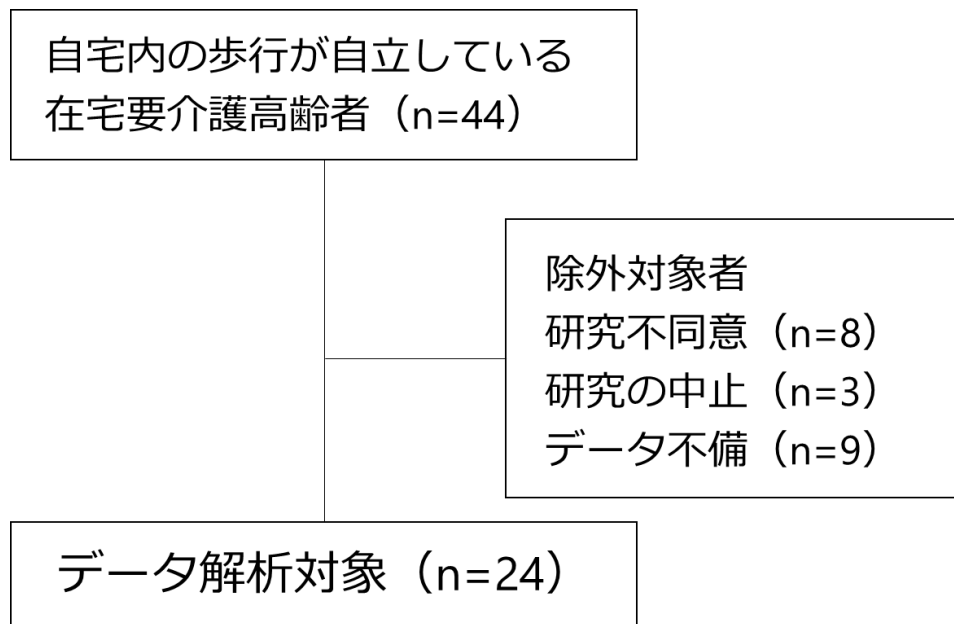 自宅内の歩行が自立している
在宅要介護高齢者（n=44）
除外対象者
研究不同意（n=8）
研究の中止（n=3）
データ不備（n=9）
データ解析対象（n=24）